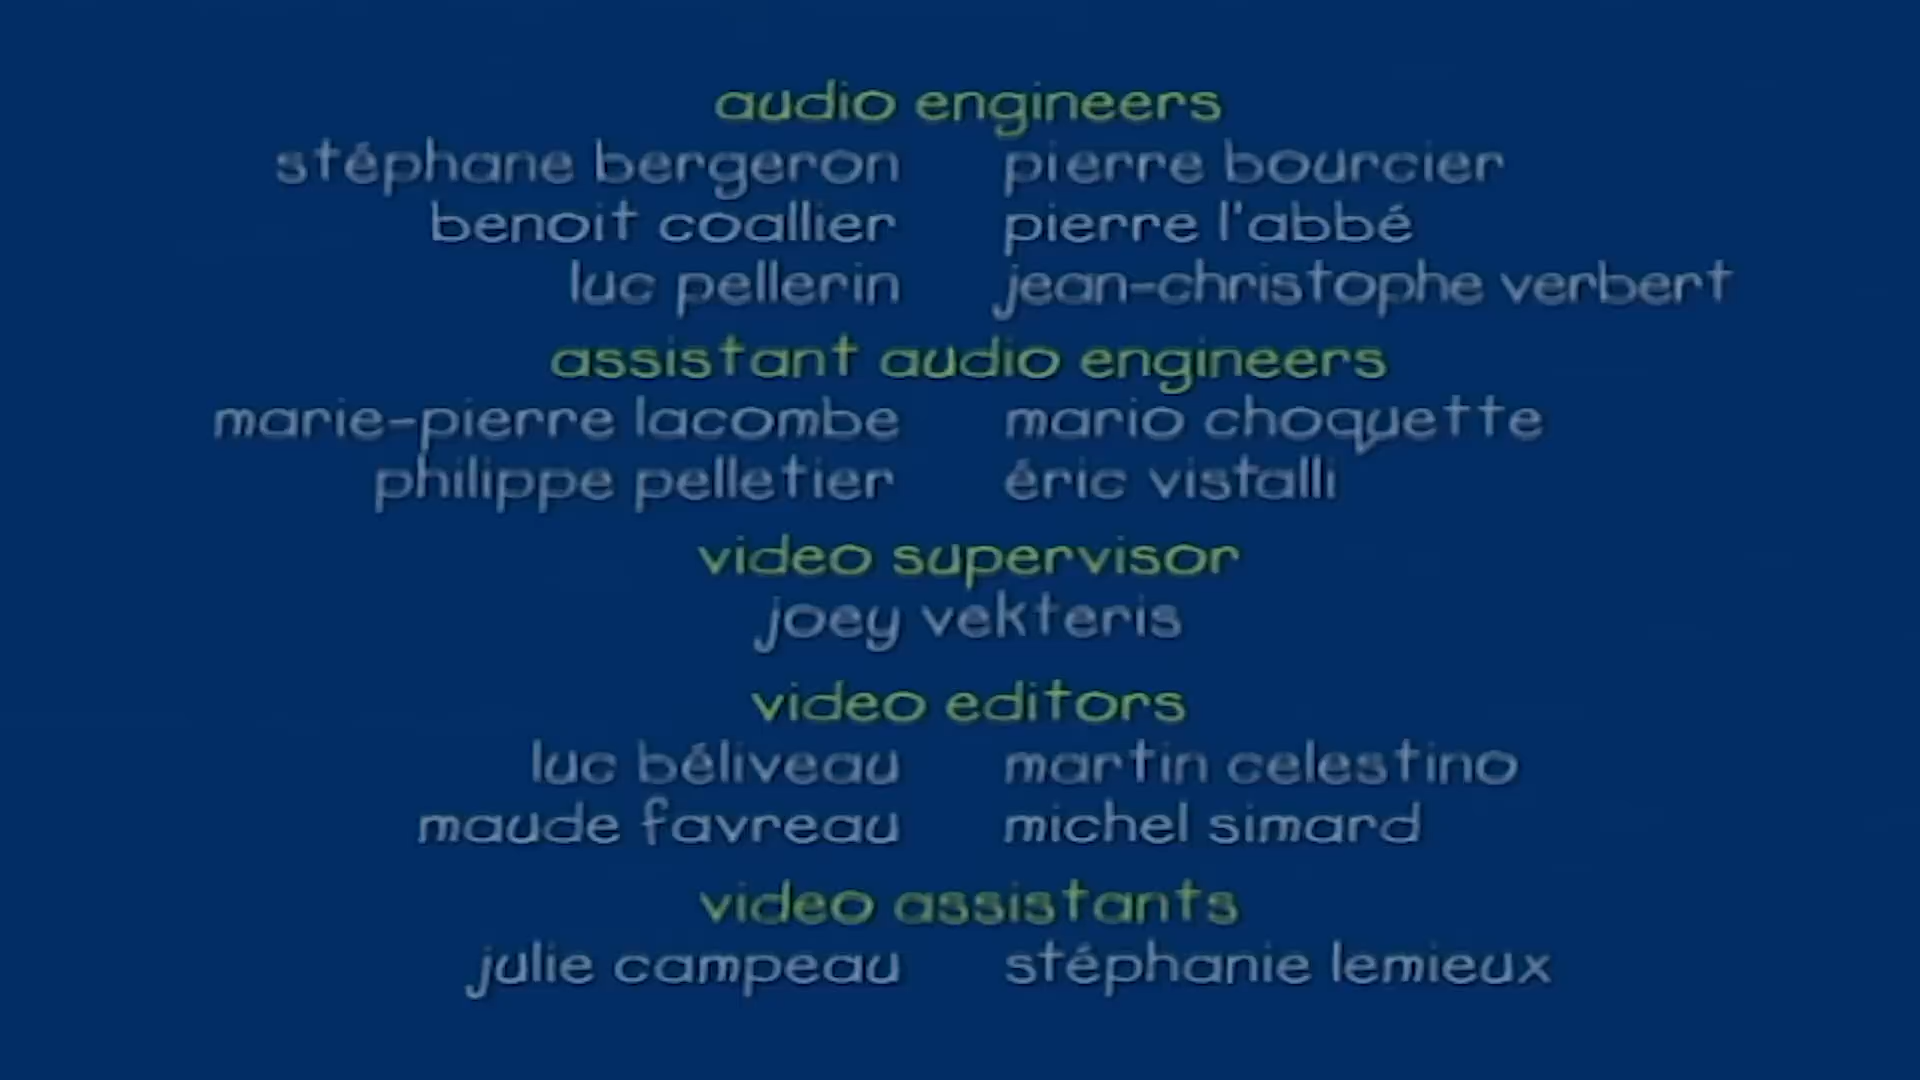 audio engineers
stéphane bergeron pierre bourcier
benoit coallier pierre l'abbé
luc pellerin jean-christophe verbert
assistant audio engineers
marie-pierre lacombe mario choquette
philippe pelletier éric vistalli
video supervisor
joey vekteris
video editors
luc béliveau martin celestino
maude favreau michel simard
video assistants
julie campeau stéphanie lemieux